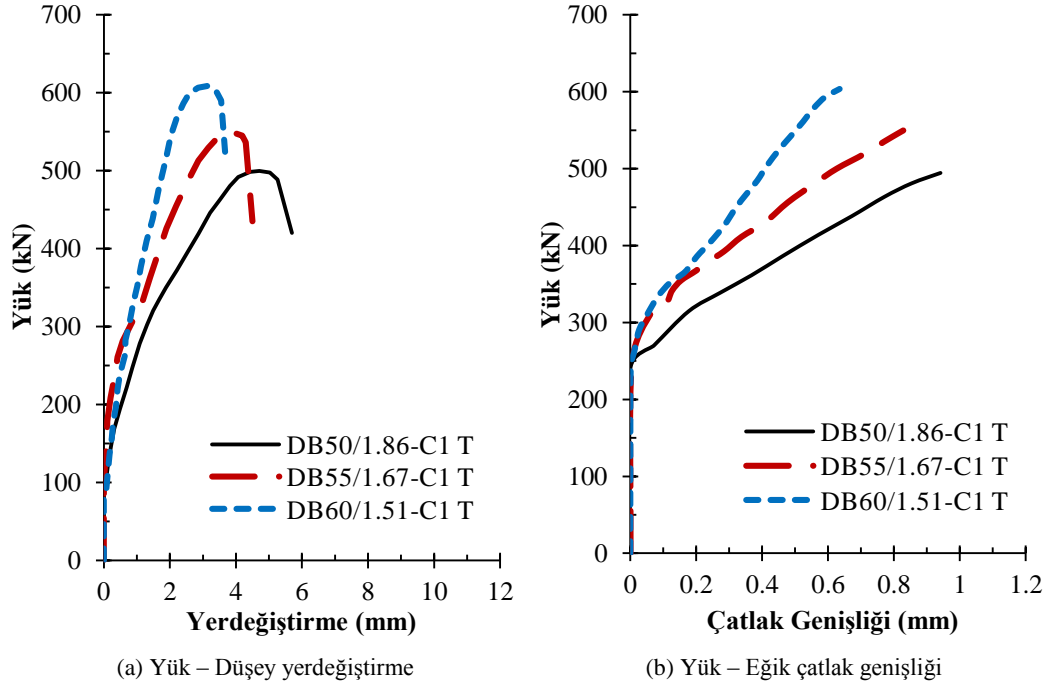 700
600
500
400
300
200
100
0
Yük (kN)
0
2
4
6
8
10
12
Yerdeğiştirme (mm)
DB50/1.86-C1 T
DB55/1.67-C1 T
DB60/1.51-C1 T
(a) Yük – Düşey yerdeğiştirme
700
600
500
400
300
200
100
0
Yük (kN)
0
0.2
0.4
0.6
0.8
1
1.2
Çatlak Genişliği (mm)
DB50/1.86-C1 T
DB55/1.67-C1 T
DB60/1.51-C1 T
(b) Yük – Eğik çatlak genişliği